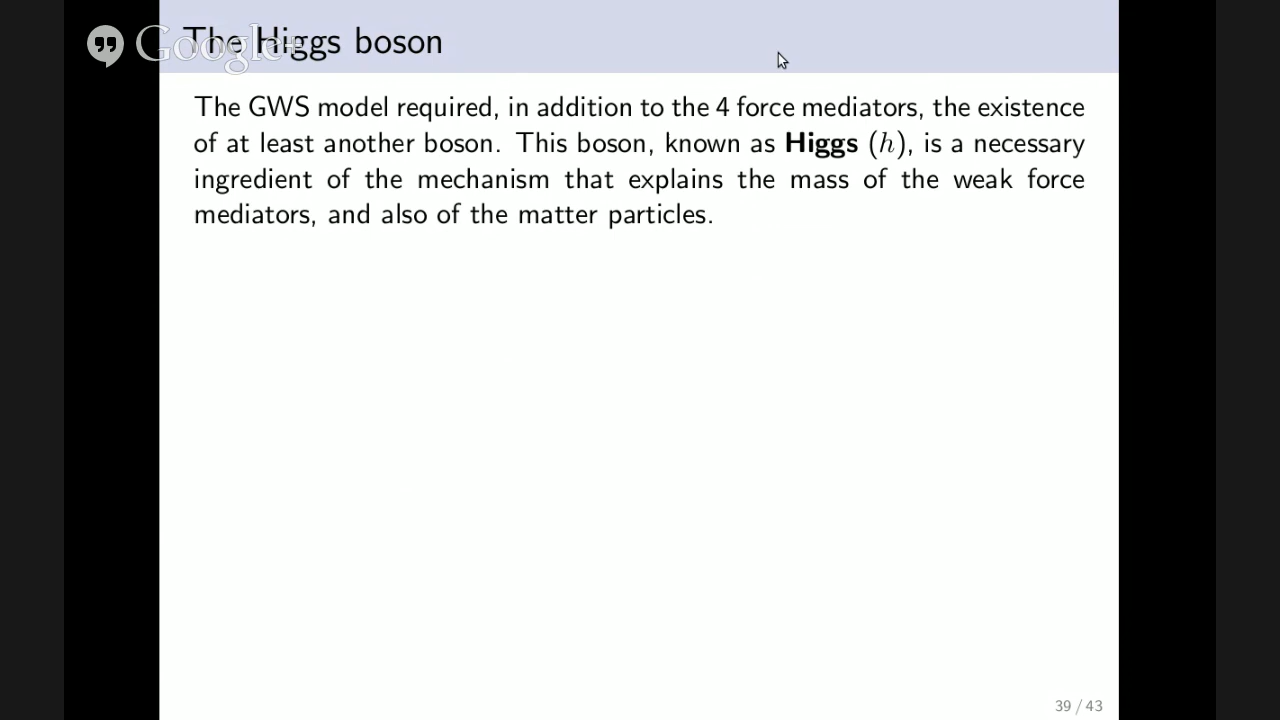 Google+
The Higgs boson
The GWS model required, in addition to the 4 force mediators, the existence
of at least another boson. This boson, known as Higgs (h), is a necessary
ingredient of the mechanism that explains the mass of the weak force
mediators, and also of the matter particles.
39 / 43